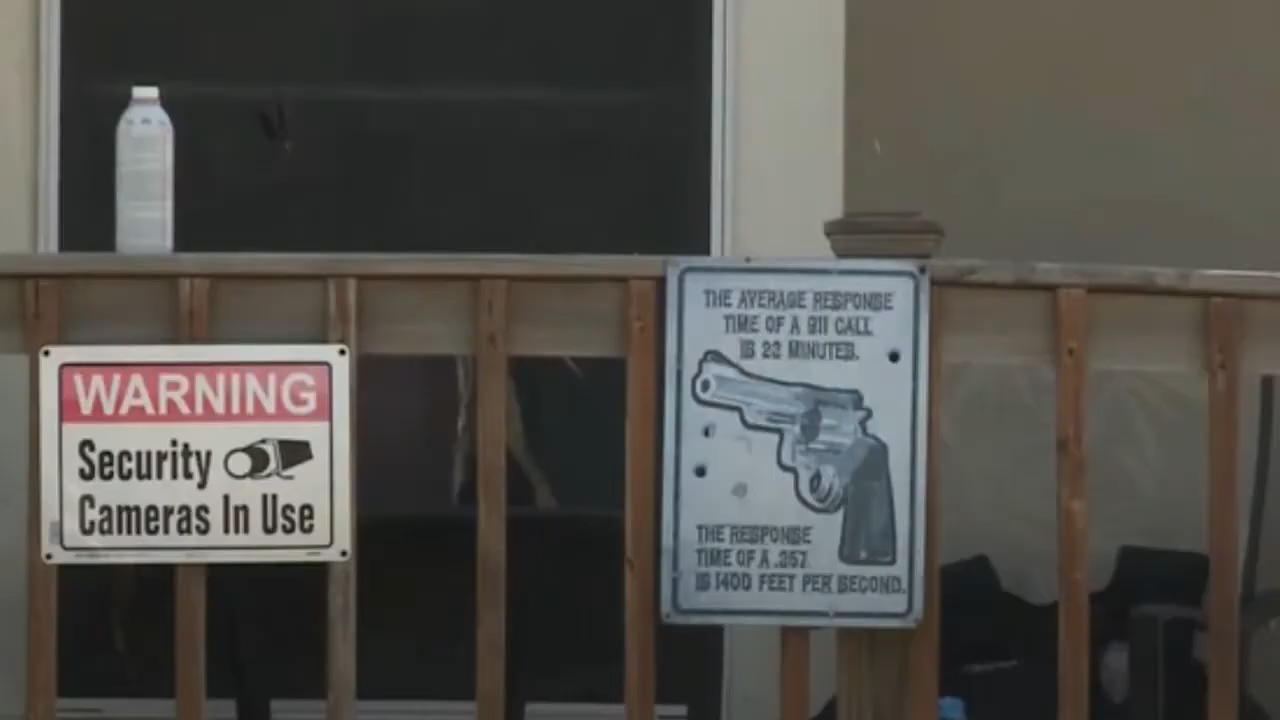 WARNING
Security
Cameras In Use
THE AVERAGE RESPONSE
TIME OF A 911 CALL
IS 23 MINUTES.
THE RESPONSE
TIME OF A .357
IS 1400 FEET PER SECOND.